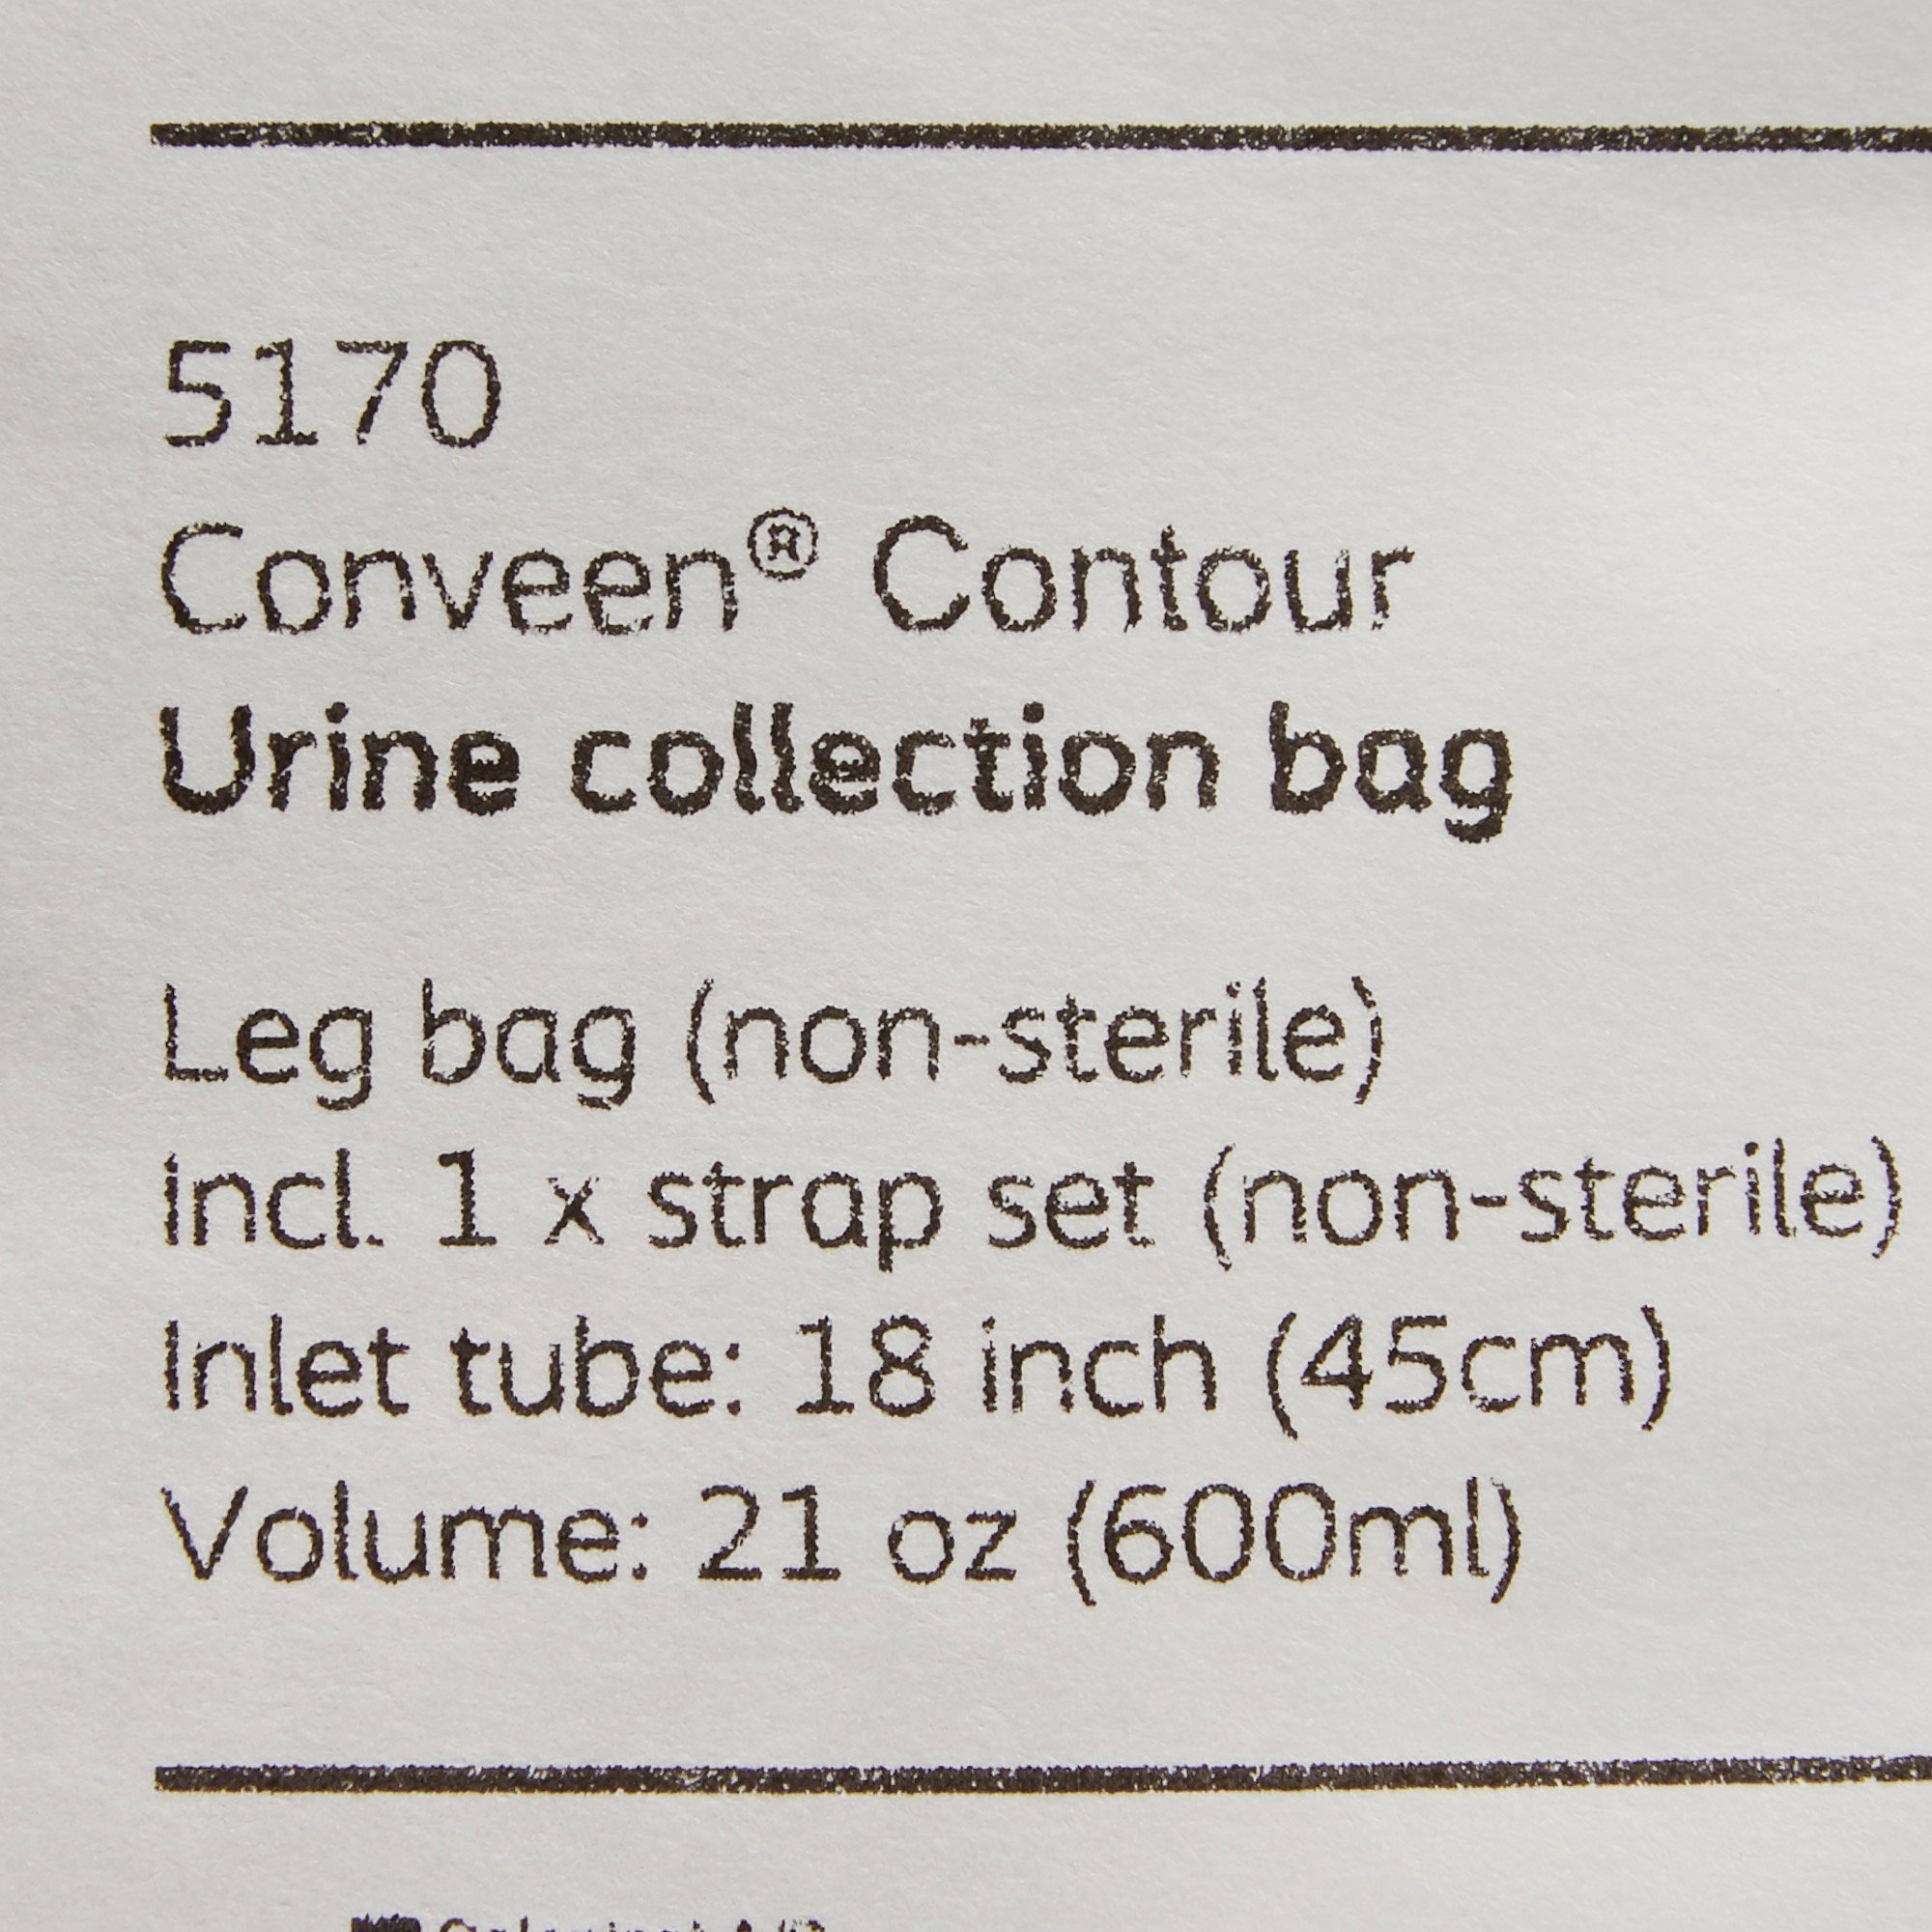 5170
Conveen® Contour
Urine collection bag
Leg bag (non-sterile)
incl. 1 x strap set (non-sterile)
Inlet tube: 18 inch (45cm)
Volume: 21 oz (600ml)